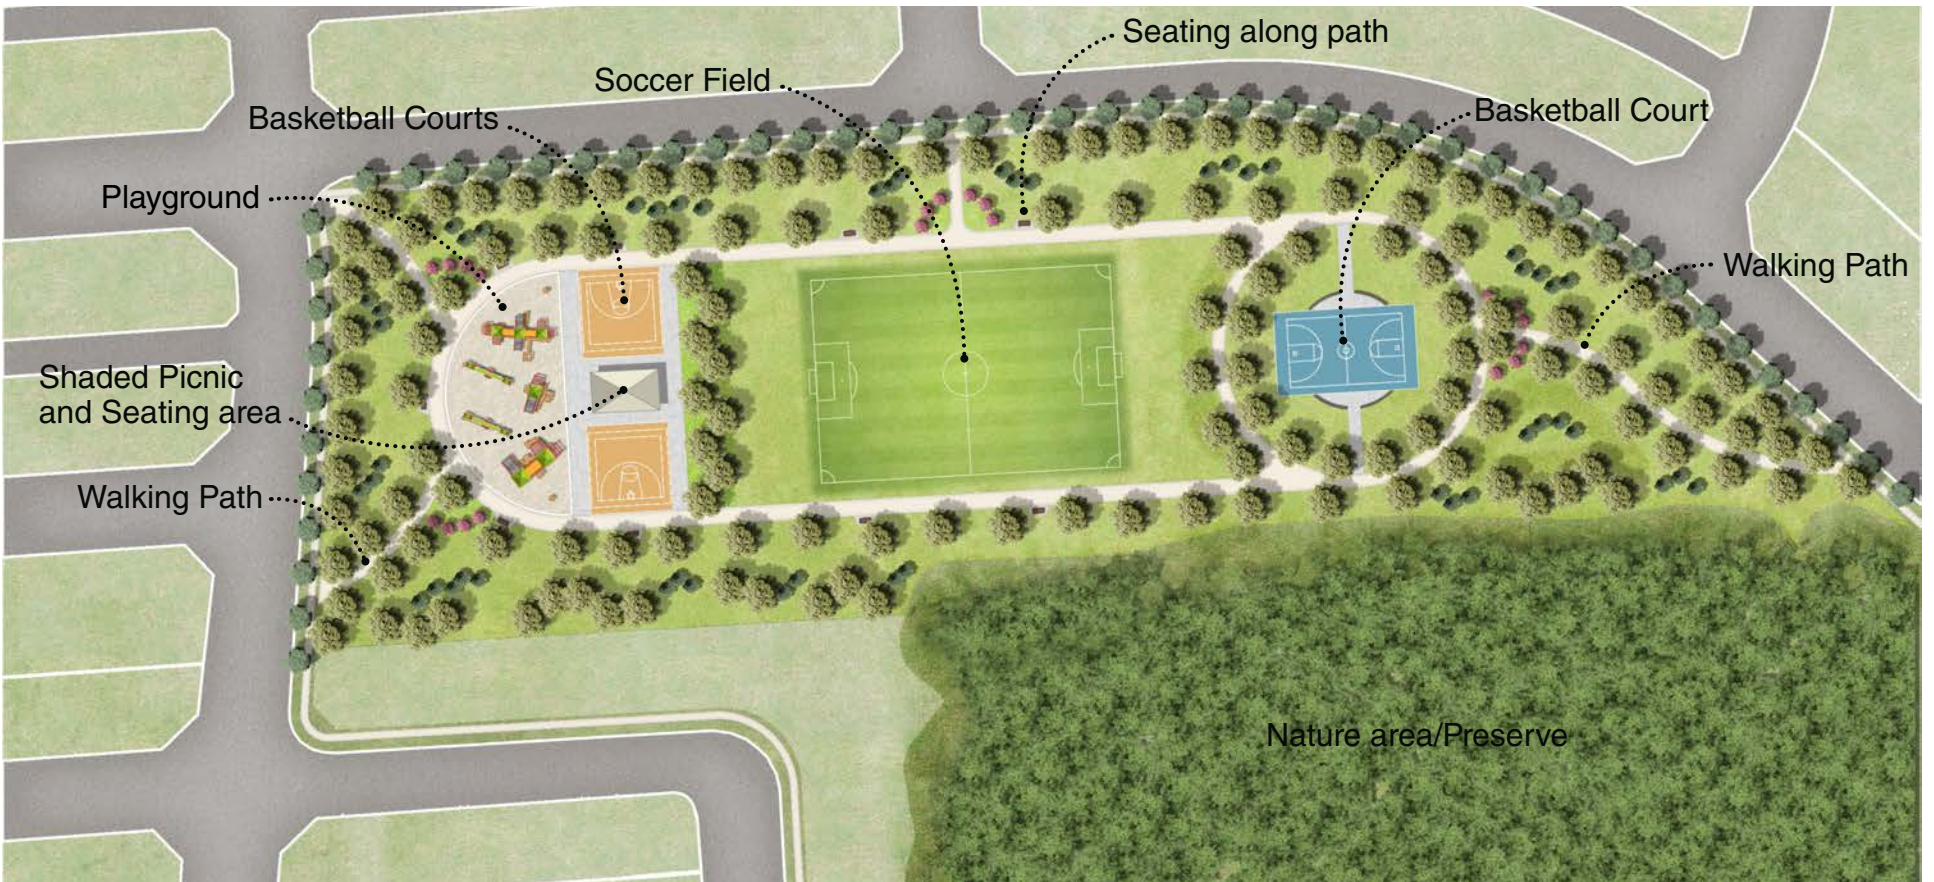 Seating along path
Soccer Field
Basketball Court
Basketball Courts
Playground
Walking Path
Shaded Picnic
and Seating area
Walking Path
Nature area/Preserve